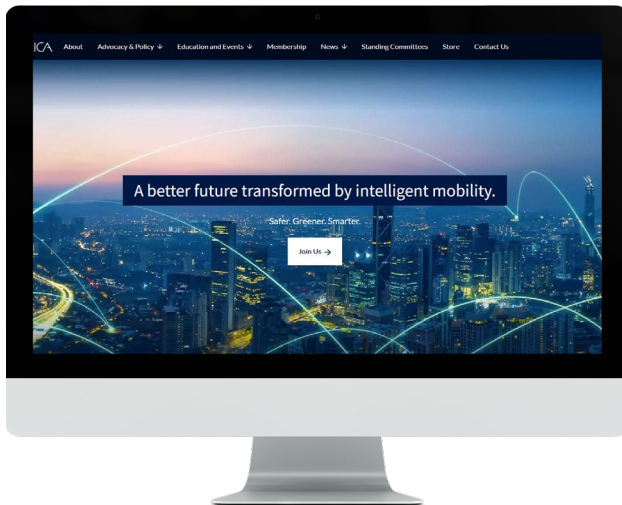 ICA About Advocacy & Policy ↓ Education and Events ↓ Membership News ↓ Standing Committees Store Contact Us
A better future transformed by intelligent mobility.
Safer. Greener. Smarter.
Join Us →